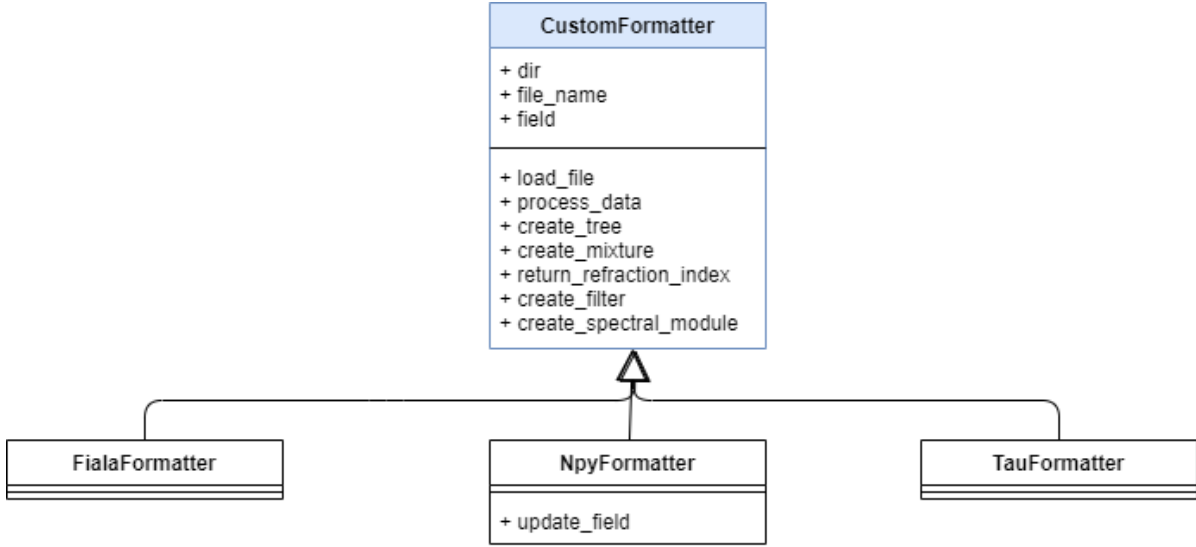 CustomFormatter
+ dir
+ file_name
+ field
+ load_file
+ process_data
+ create_tree
+ create_mixture
+ return_refraction_index
+ create_filter
+ create_spectral_module
FialaFormatter
NpyFormatter
TauFormatter
+ update_field